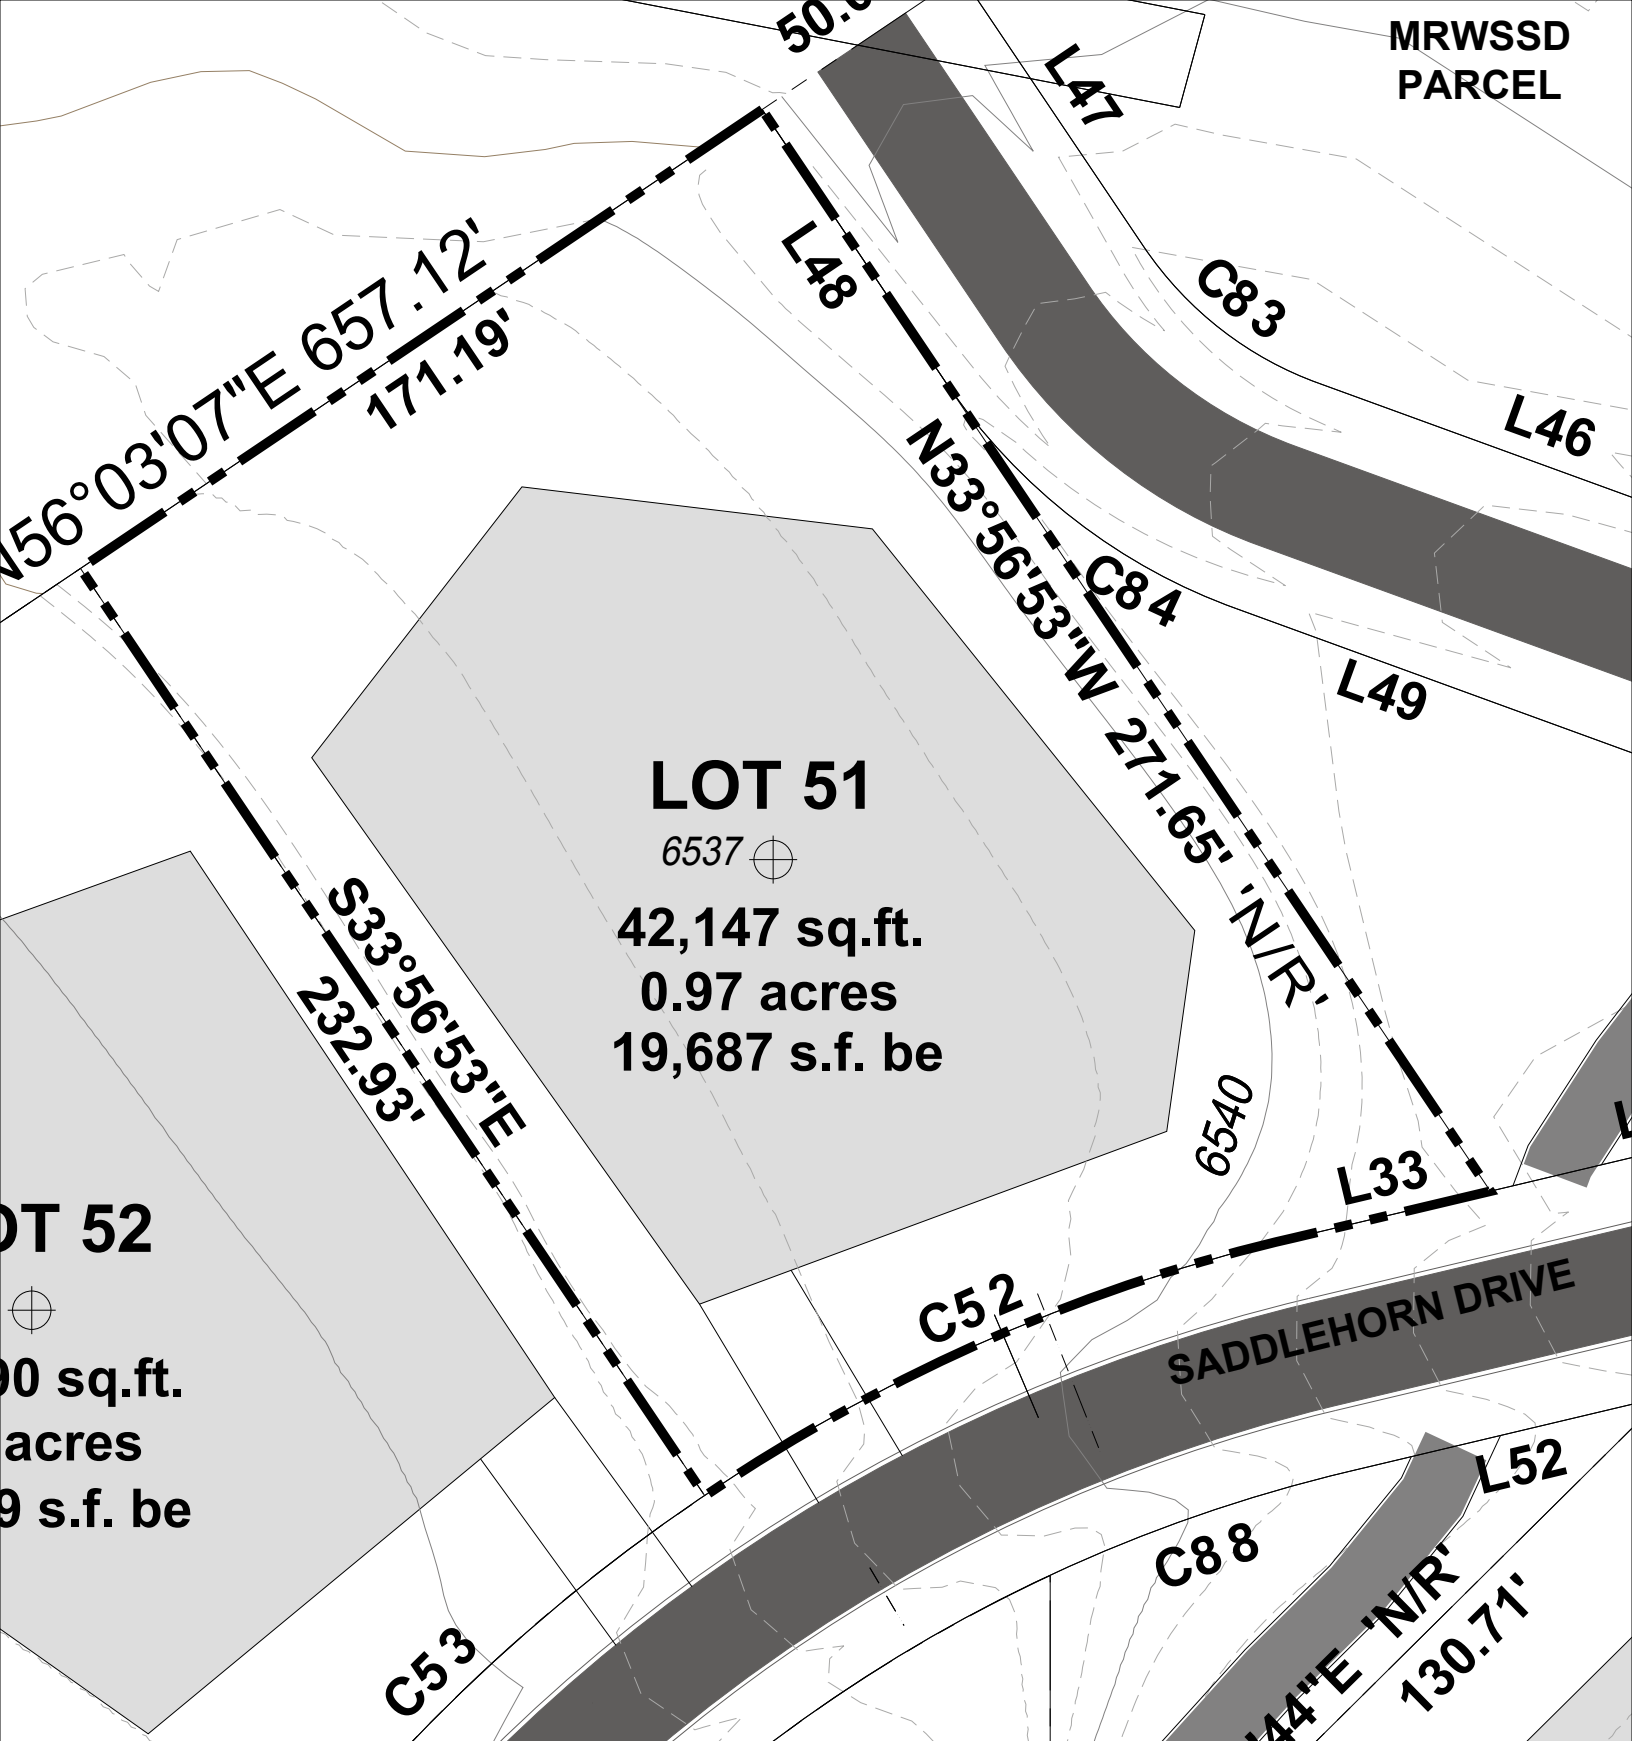 MRWSSD
PARCEL
L47
L48
C83
L46
N56°03'07"E 657.12'
171.19'
N33°56'53"W 271.65' 'N/R'
C84
L49
LOT 51
6537
42,147 sq.ft.
0.97 acres
19,687 s.f. be
S33°56'53"E
232.93'
6540
L33
C52
SADDLEHORN DRIVE
OT 52
90 sq.ft.
acres
9 s.f. be
L52
C88
C53
'44"E 'N/R'
130.71'